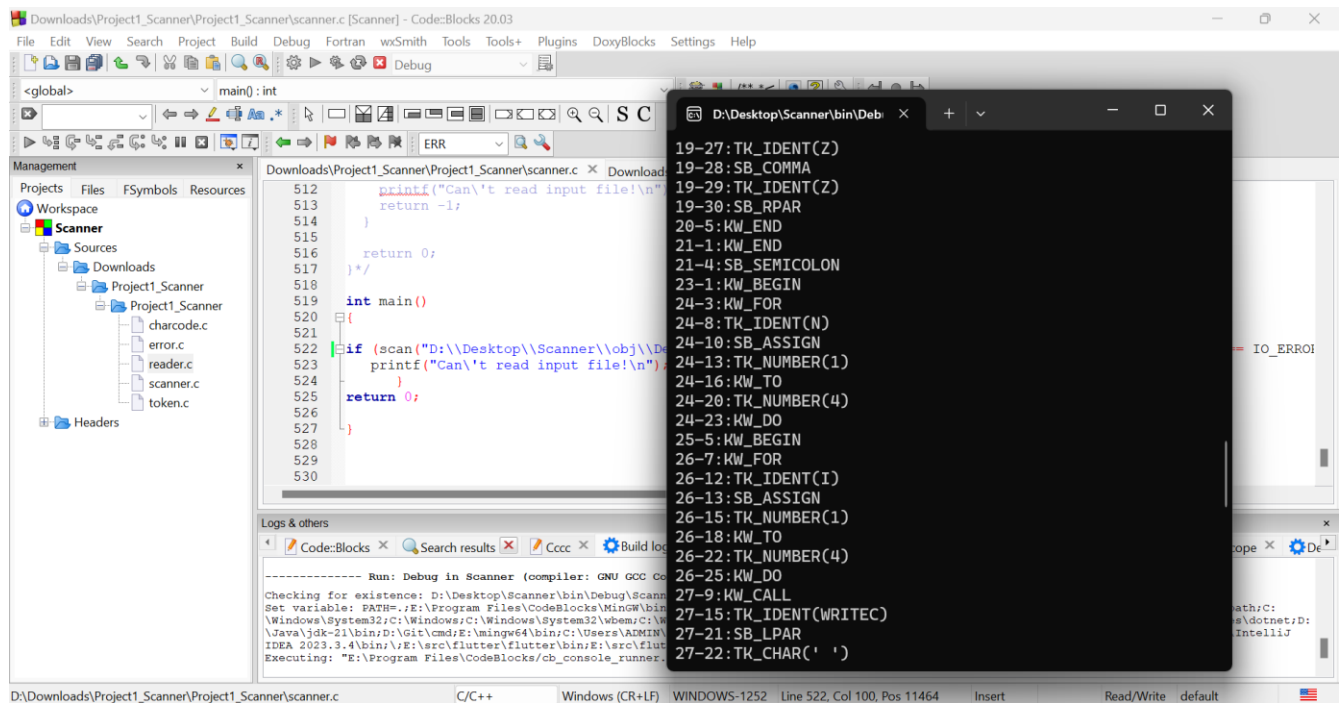 Downloads\Project1_Scanner\Project1_Scanner\scanner.c [Scanner] - Code::Blocks 20.03
File Edit View Search Project Build Debug Fortran wxSmith Tools Tools+ Plugins DoxyBlocks Settings Help
Debug
<global> main() : int
S C
ERR
Management
Projects Files FSymbols Resources
Workspace
Scanner
Sources
Downloads
Project1_Scanner
Project1_Scanner
charcode.c
error.c
reader.c
scanner.c
token.c
Headers
Downloads\Project1_Scanner\Project1_Scanner\scanner.c
512 printf("Can\'t read input file!\n")
513 return -1;
514 }
515
516 return 0;
517 }*/
518
519 int main()
520 {
521
522 if (scan("D:\\Desktop\\Scanner\\obj\\ == IO_ERROR
523 printf("Can\'t read input file!\n");
524 }
525 return 0;
526
527 }
528
529
530
Logs & others
Code::Blocks Search results Cccc Build log
-------------- Run: Debug in Scanner (compiler: GNU GCC
Checking for existence: D:\Desktop\Scanner\bin\Debug\
Set variable: PATH=.;E:\Program Files\CodeBlocks\MinGW\bin
\Windows\System32;C:\Windows;C:\Windows\System32\wbem;C:
\Java\jdk-21\bin;D:\Git\cmd;E:\mingw64\bin;C:\Users\ADMIN\ IntelliJ
IDEA 2023.3.4\bin;\;E:\src\flutter\flutter\bin;E:\src\
Executing: "E:\Program Files\CodeBlocks/cb_console_runner.
D:\Desktop\Scanner\bin\Deb
19-27:TK_IDENT(Z)
19-28:SB_COMMA
19-29:TK_IDENT(Z)
19-30:SB_RPAR
20-5:KW_END
21-1:KW_END
21-4:SB_SEMICOLON
23-1:KW_BEGIN
24-3:KW_FOR
24-8:TK_IDENT(N)
24-10:SB_ASSIGN
24-13:TK_NUMBER(1)
24-16:KW_TO
24-20:TK_NUMBER(4)
24-23:KW_DO
25-5:KW_BEGIN
26-7:KW_FOR
26-12:TK_IDENT(I)
26-13:SB_ASSIGN
26-15:TK_NUMBER(1)
26-18:KW_TO
26-22:TK_NUMBER(4)
26-25:KW_DO
27-9:KW_CALL
27-15:TK_IDENT(WRITEC)
27-21:SB_LPAR
27-22:TK_CHAR(' ')
D:\Downloads\Project1_Scanner\Project1_Scanner\scanner.c C/C++ Windows (CR+LF) WINDOWS-1252 Line 522, Col 100, Pos 11464 Insert Read/Write default